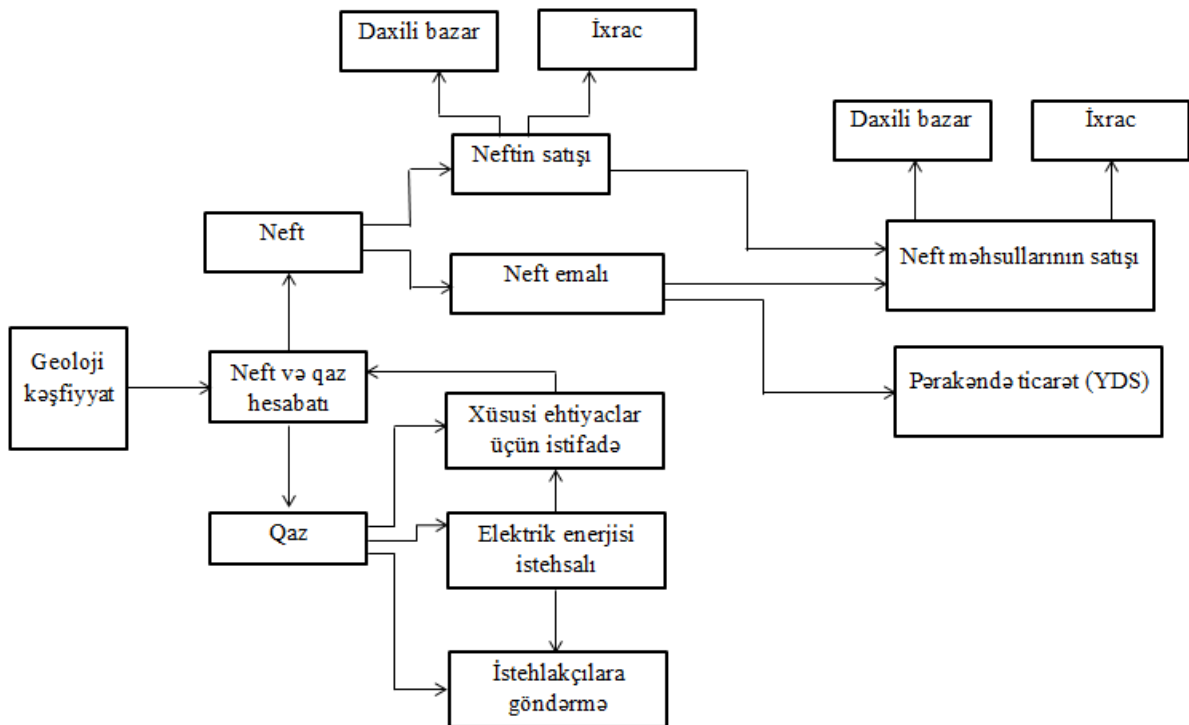 Daxili bazar
İxrac
Daxili bazar
İxrac
Neftin satışı
Neft
Neft emalı
Neft məhsullarının satışı
Geoloji
kəşfiyyat
Neft və qaz
hesabatı
Pərakəndə ticarət (YDS)
Xüsusi ehtiyaclar
üçün istifadə
Qaz
Elektrik enerjisi
istehsalı
İstehlakçılara
göndərmə